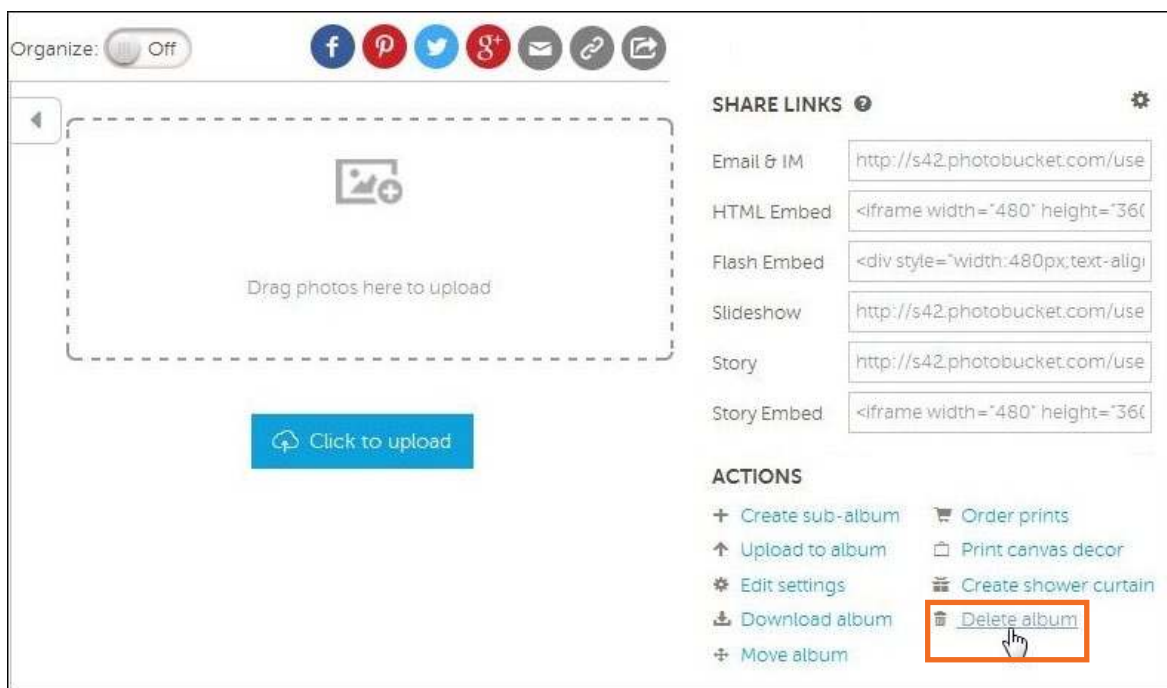 Organize: Off
f 8+
SHARE LINKS ?
Email & IM http://s42.photobucket.com/use
HTML Embed <iframe width="480" height="36(
Flash Embed <div style="width:480px;text-alig
Slideshow http://s42.photobucket.com/use
Story http://s42.photobucket.com/use
Story Embed <iframe width="480" height="36(
Drag photos here to upload
Click to upload
ACTIONS
Create sub-album
Upload to album
Edit settings
Download album
Move album
Order prints
Print canvas decor
Create shower curtain
Delete album